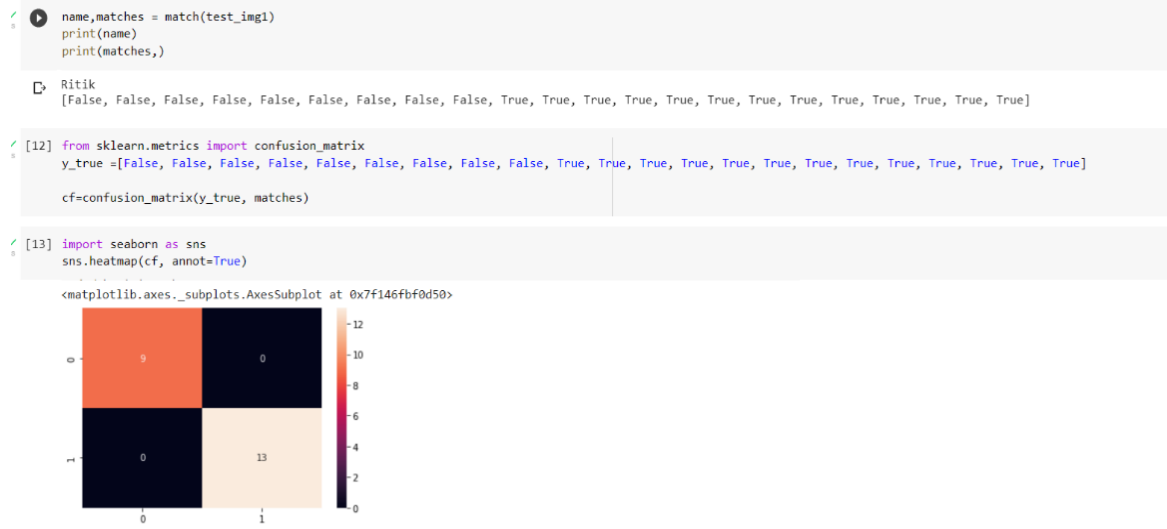 name,matches = match(test_img1)
print(name)
print(matches,)
Ritik
[False, False, False, False, False, False, False, False, False, True, True, True, True, True, True, True, True, True, True, True, True, True]
[12] from sklearn.metrics import confusion_matrix
y_true =[False, False, False, False, False, False, False, False, False, True, True, True, True, True, True, True, True, True, True, True, True, True]
cf=confusion_matrix(y_true, matches)
[13] import seaborn as sns
sns.heatmap(cf, annot=True)
<matplotlib.axes._subplots.AxesSubplot at 0x7f146fbf0d50>
12
0 9 0
10
8
6
1 0 13
4
2
0
0 1